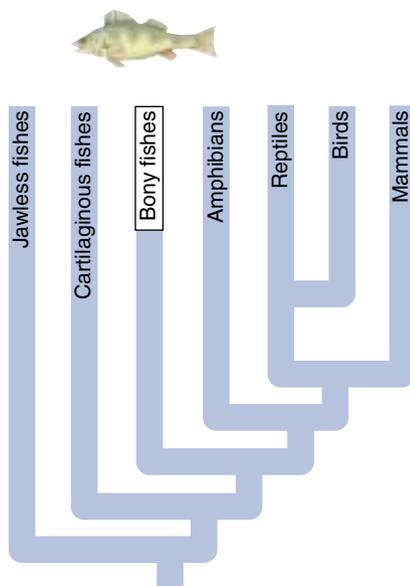 Jawless fishes
Cartilaginous fishes
Bony fishes
Amphibians
Reptiles
Birds
Mammals